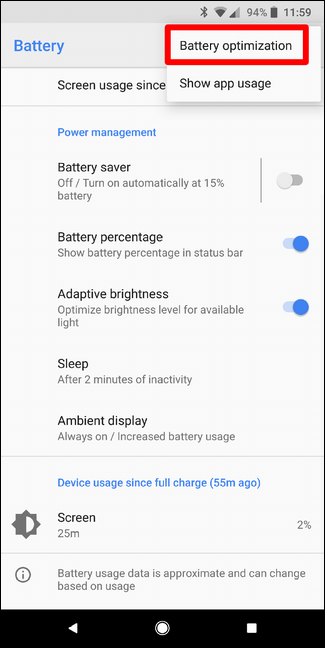 94% 11:59
Battery
Battery optimization
Show app usage
Screen usage since
Power management
Battery saver
Off / Turn on automatically at 15%
battery
Battery percentage
Show battery percentage in status bar
Adaptive brightness
Optimize brightness level for available
light
Sleep
After 2 minutes of inactivity
Ambient display
Always on / Increased battery usage
Device usage since full charge (55m ago)
Screen
25m
2%
Battery usage data is approximate and can change
based on usage